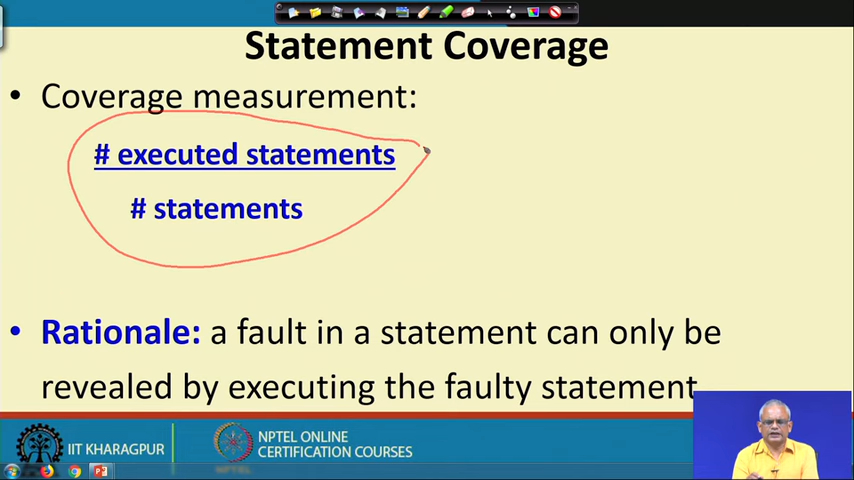 Statement Coverage
• Coverage measurement:
# executed statements
# statements
• Rationale: a fault in a statement can only be
revealed by executing the faulty statement
IIT KHARAGPUR
NPTEL ONLINE
CERTIFICATION COURSES
NPTEL